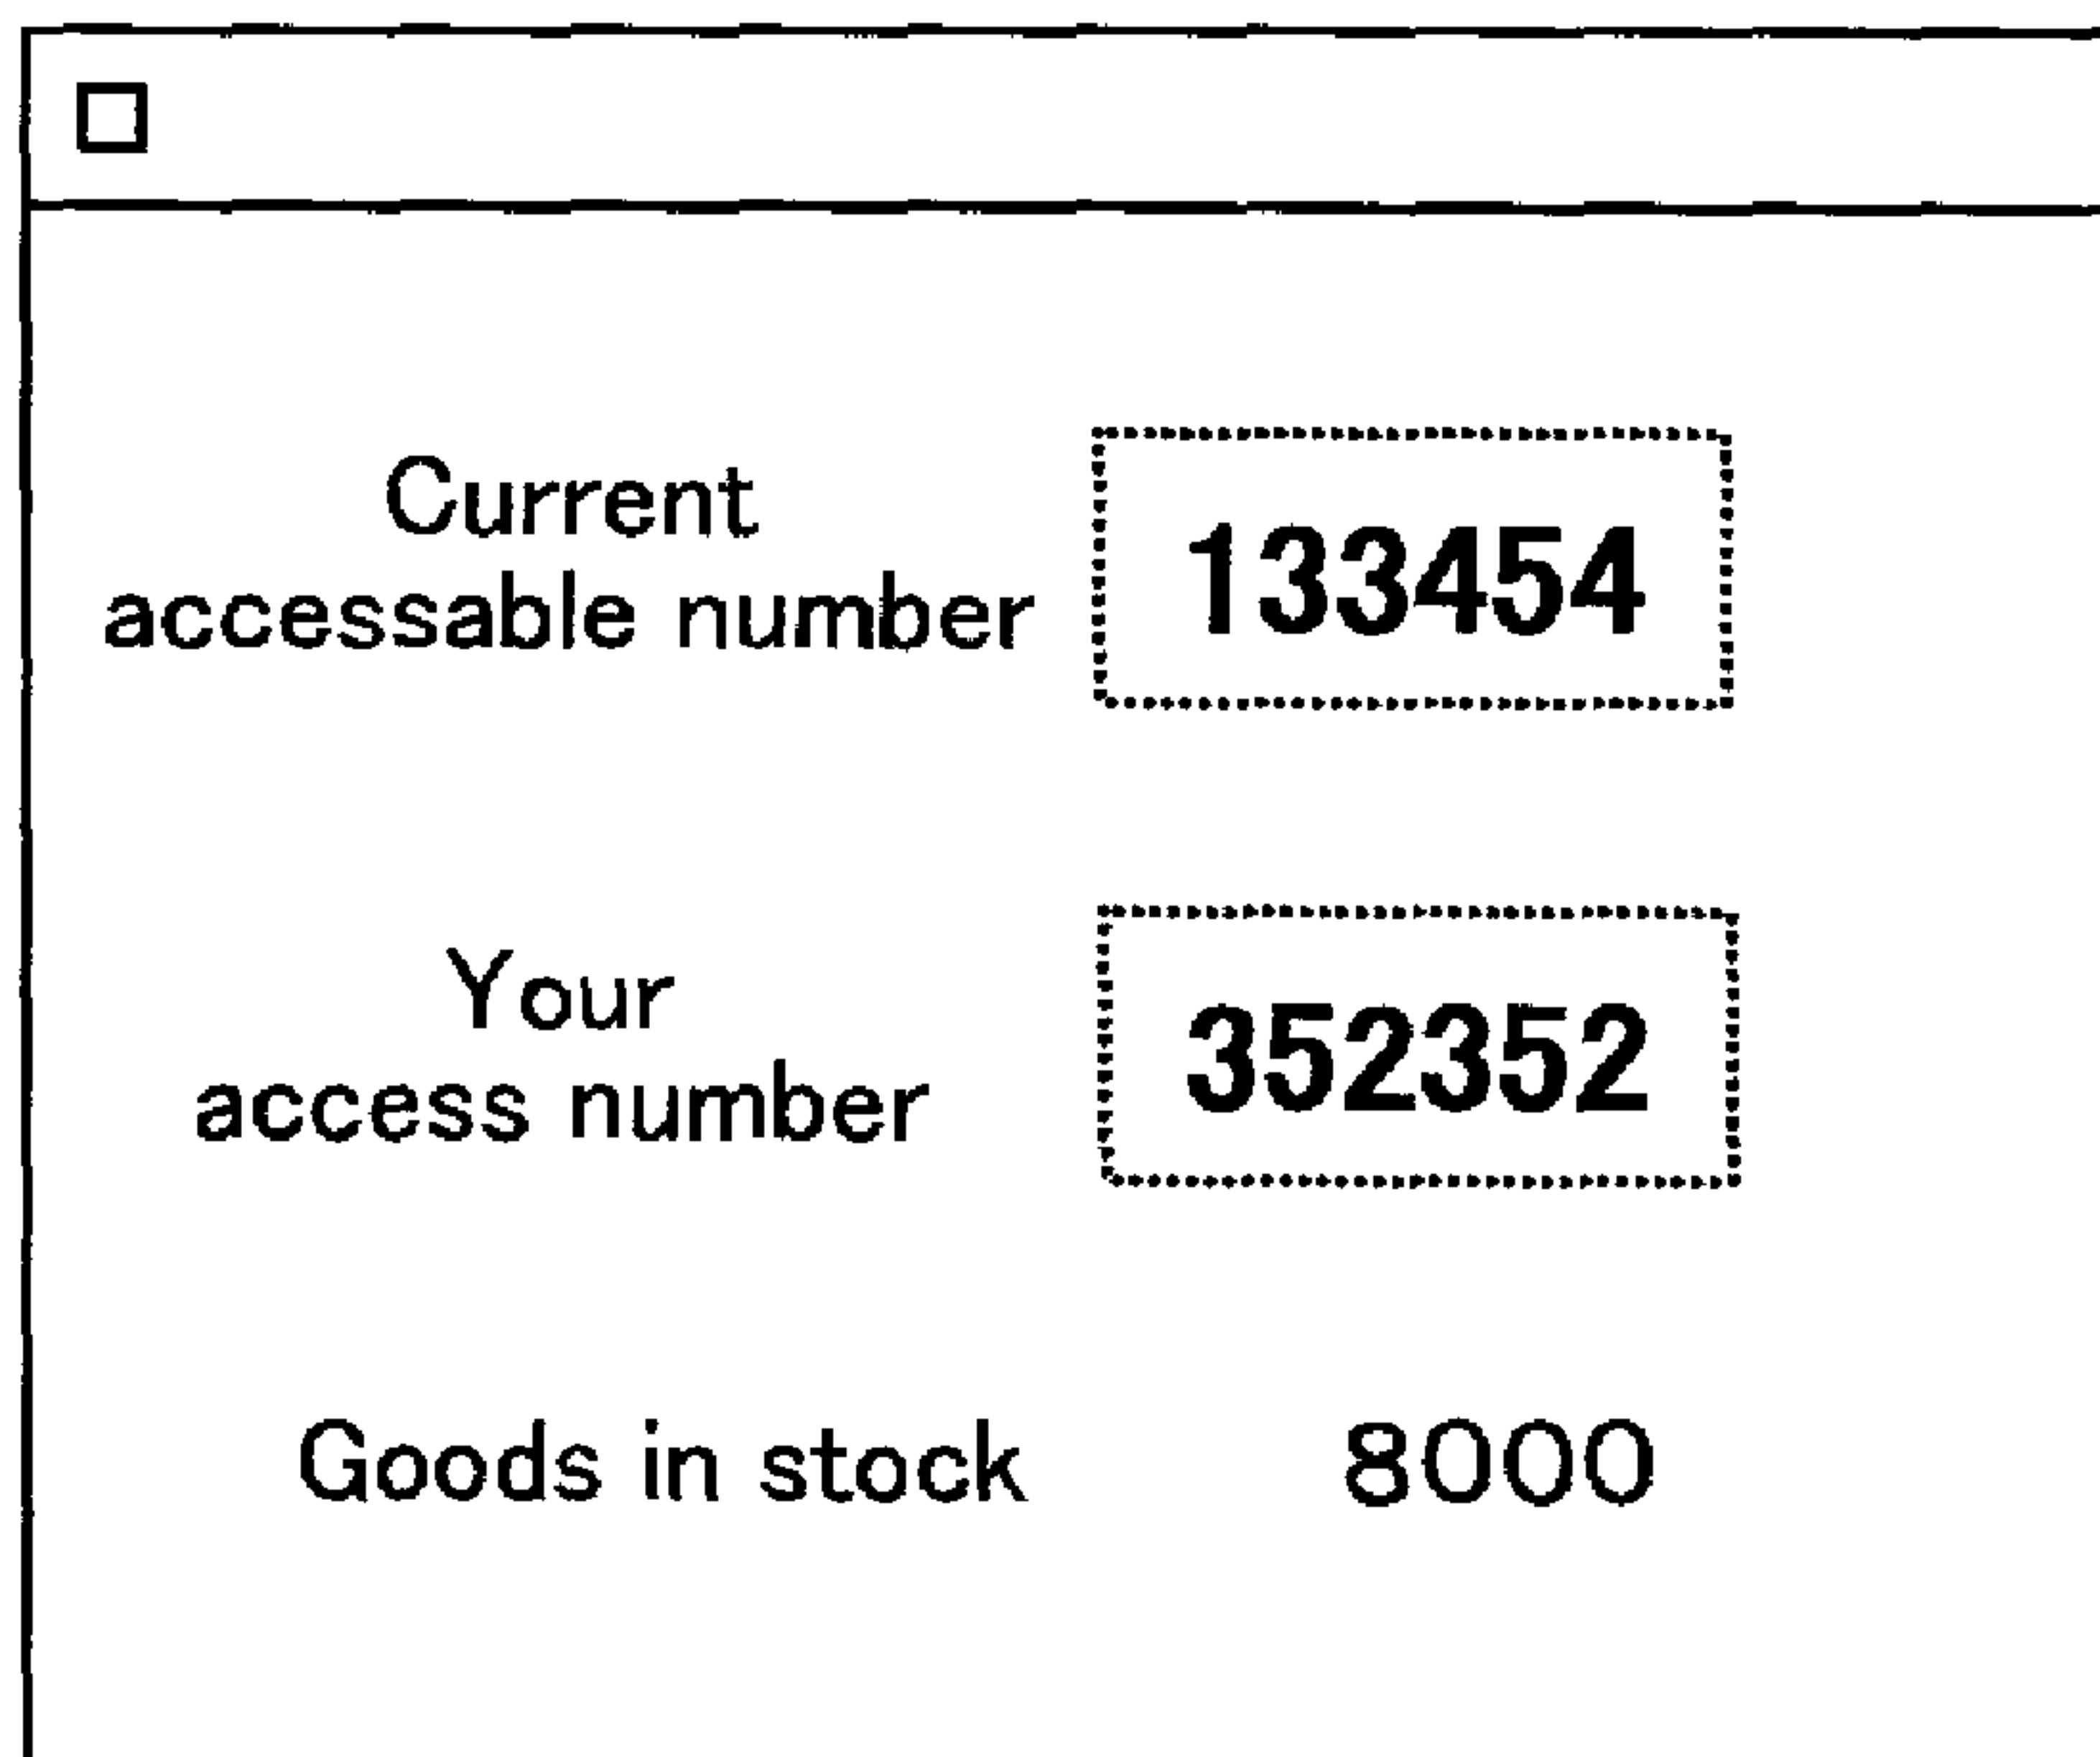 Current
accessable number
133454
Your
access number
352352
Goods in stock
8000